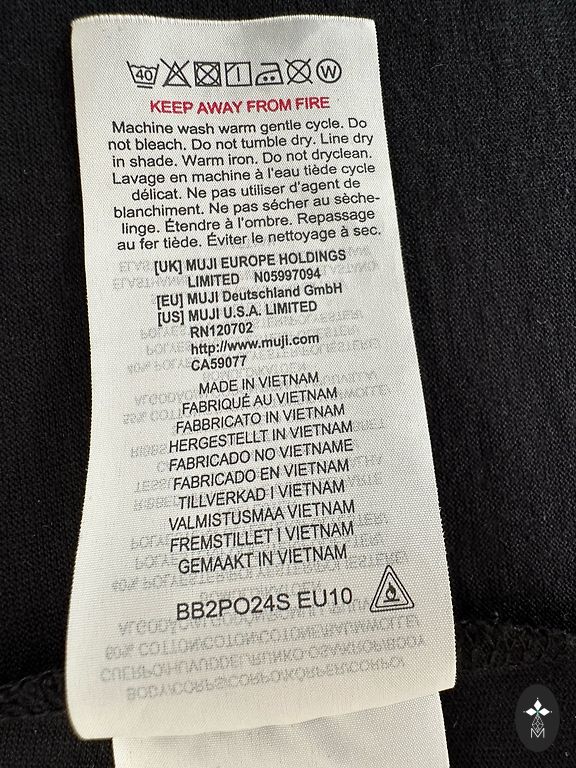 40 1 W
KEEP AWAY FROM FIRE
Machine wash warm gentle cycle. Do
not bleach. Do not tumble dry. Line dry
in shade. Warm iron. Do not dryclean.
Lavage en machine à l'eau tiède cycle
délicat. Ne pas utiliser d'agent de
blanchiment. Ne pas sécher au sèche-
linge. Étendre à l'ombre. Repassage
au fer tiède. Éviter le nettoyage à sec.
[UK] MUJI EUROPE HOLDINGS
LIMITED N05997094
[EU] MUJI Deutschland GmbH
[US] MUJI U.S.A. LIMITED
RN120702
http://www.muji.com
CA59077
MADE IN VIETNAM
FABRIQUÉ AU VIETNAM
FABBRICATO IN VIETNAM
HERGESTELLT IN VIETNAM
FABRICADO NO VIETNAME
FABRICADO EN VIETNAM
TILLVERKAD I VIETNAM
VALMISTUSMAA VIETNAM
FREMSTILLET I VIETNAM
GEMAAKT IN VIETNAM
BB2PO24S EU10
M